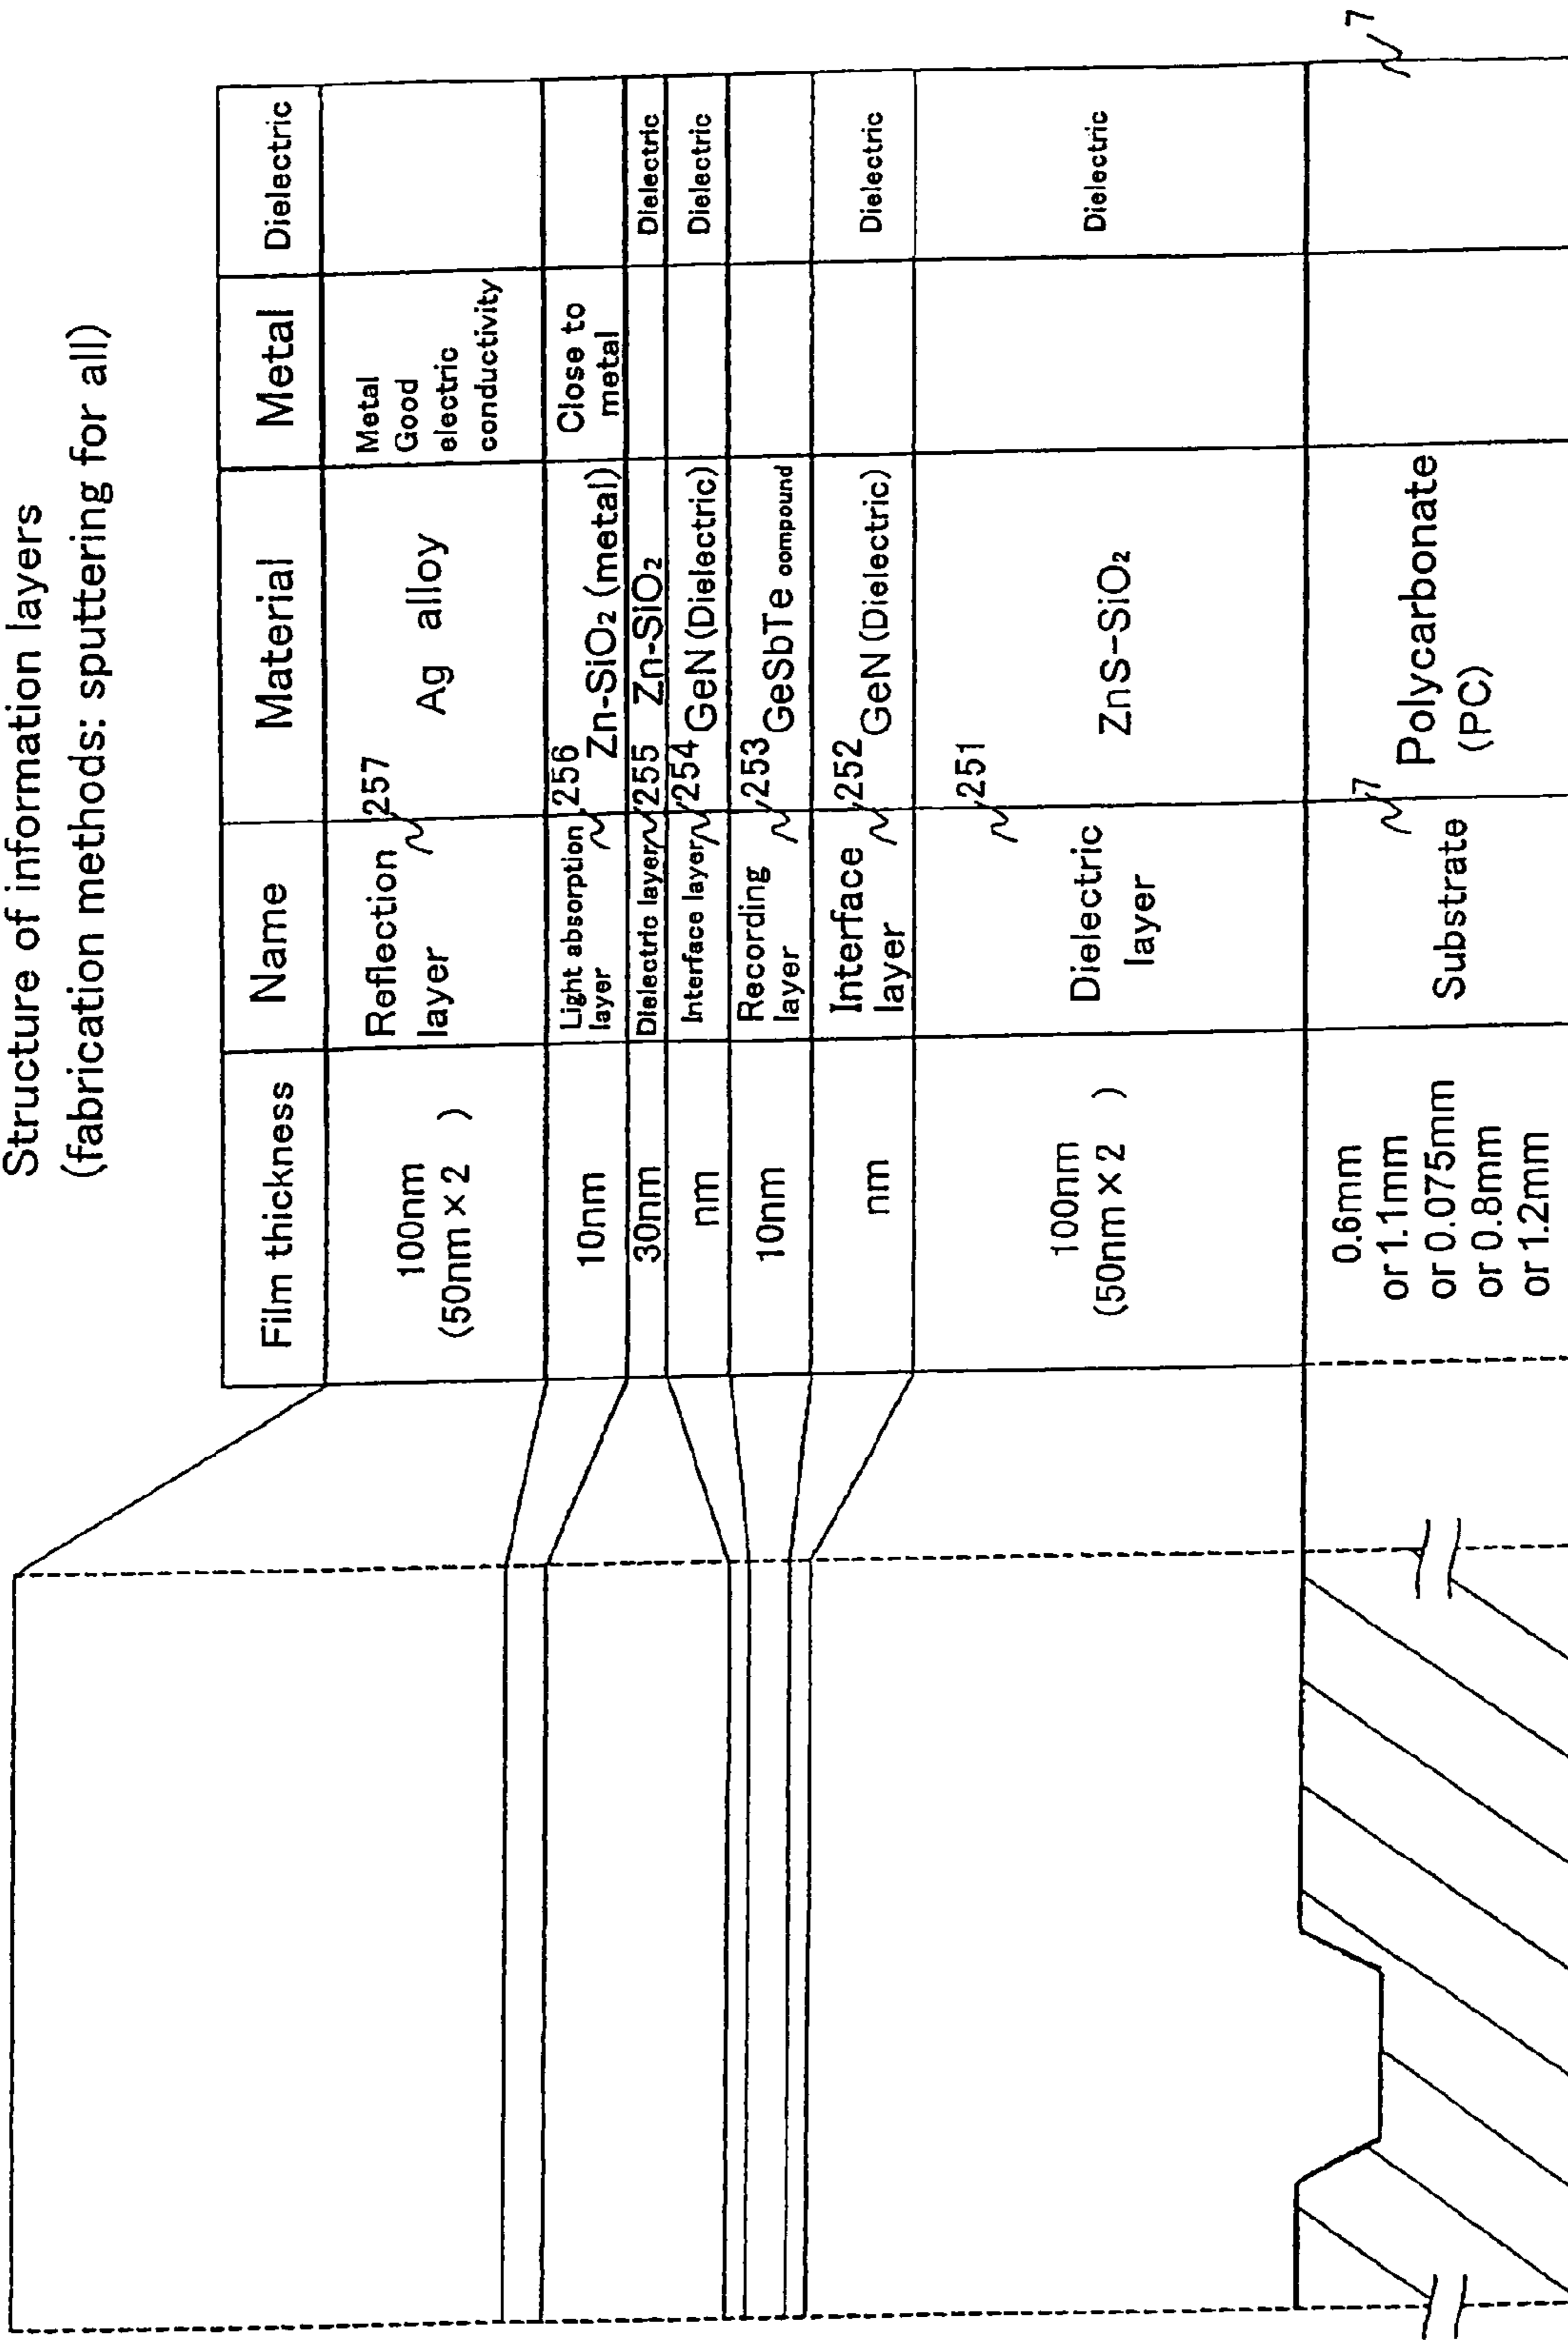 Structure of information layers
(fabrication methods: sputtering for all)
Film thickness Name Material Metal Dielectric
100nm
(50nm × 2 )
Reflection
layer
257
Ag alloy
Metal
Good
electric
conductivity
10nm
Light absorption
layer
256
Zn-SiO₂ (metal)
Close to
metal
30nm Dielectric layer 255 Zn-SiO₂ Dielectric
nm Interface layer 254 GeN (Dielectric) Dielectric
10nm
Recording
layer
253
GeSbTe compound
nm
Interface
layer
252
GeN (Dielectric)
Dielectric
100nm
(50nm × 2 )
Dielectric
layer
251
ZnS-SiO₂
Dielectric
0.6mm
or 1.1mm
or 0.075mm
or 0.8mm
or 1.2mm
Substrate
7
Polycarbonate
(PC)
7